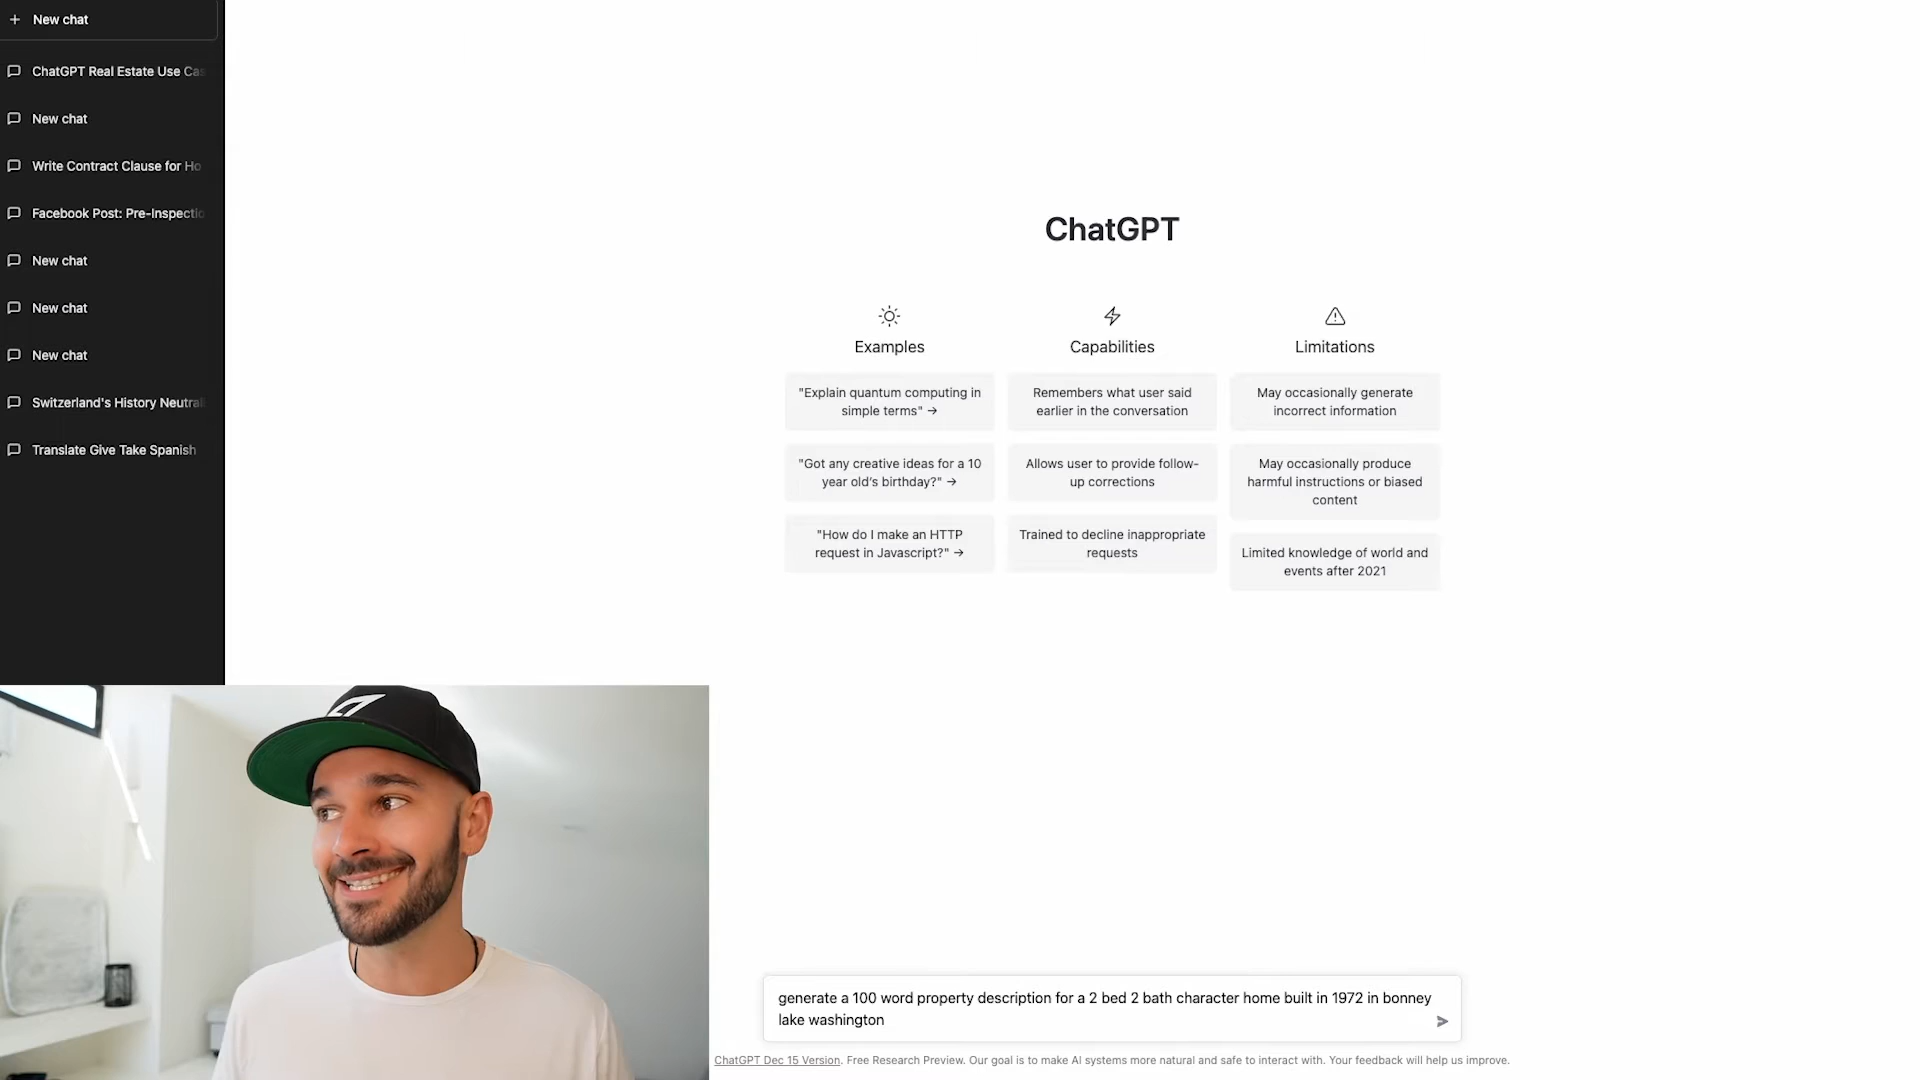 New chat
ChatGPT Real Estate Use Cas
New chat
Write Contract Clause for Ho
Facebook Post: Pre-Inspectio
New chat
New chat
New chat
Switzerland's History Neutral
Translate Give Take Spanish
ChatGPT
Examples
"Explain quantum computing in
simple terms" →
"Got any creative ideas for a 10
year old's birthday?" →
"How do I make an HTTP
request in Javascript?" →
Capabilities
Remembers what user said
earlier in the conversation
Allows user to provide follow-
up corrections
Trained to decline inappropriate
requests
Limitations
May occasionally generate
incorrect information
May occasionally produce
harmful instructions or biased
content
Limited knowledge of world and
events after 2021
generate a 100 word property description for a 2 bed 2 bath character home built in 1972 in bonney
lake washington
ChatGPT Dec 15 Version. Free Research Preview. Our goal is to make AI systems more natural and safe to interact with. Your feedback will help us improve.